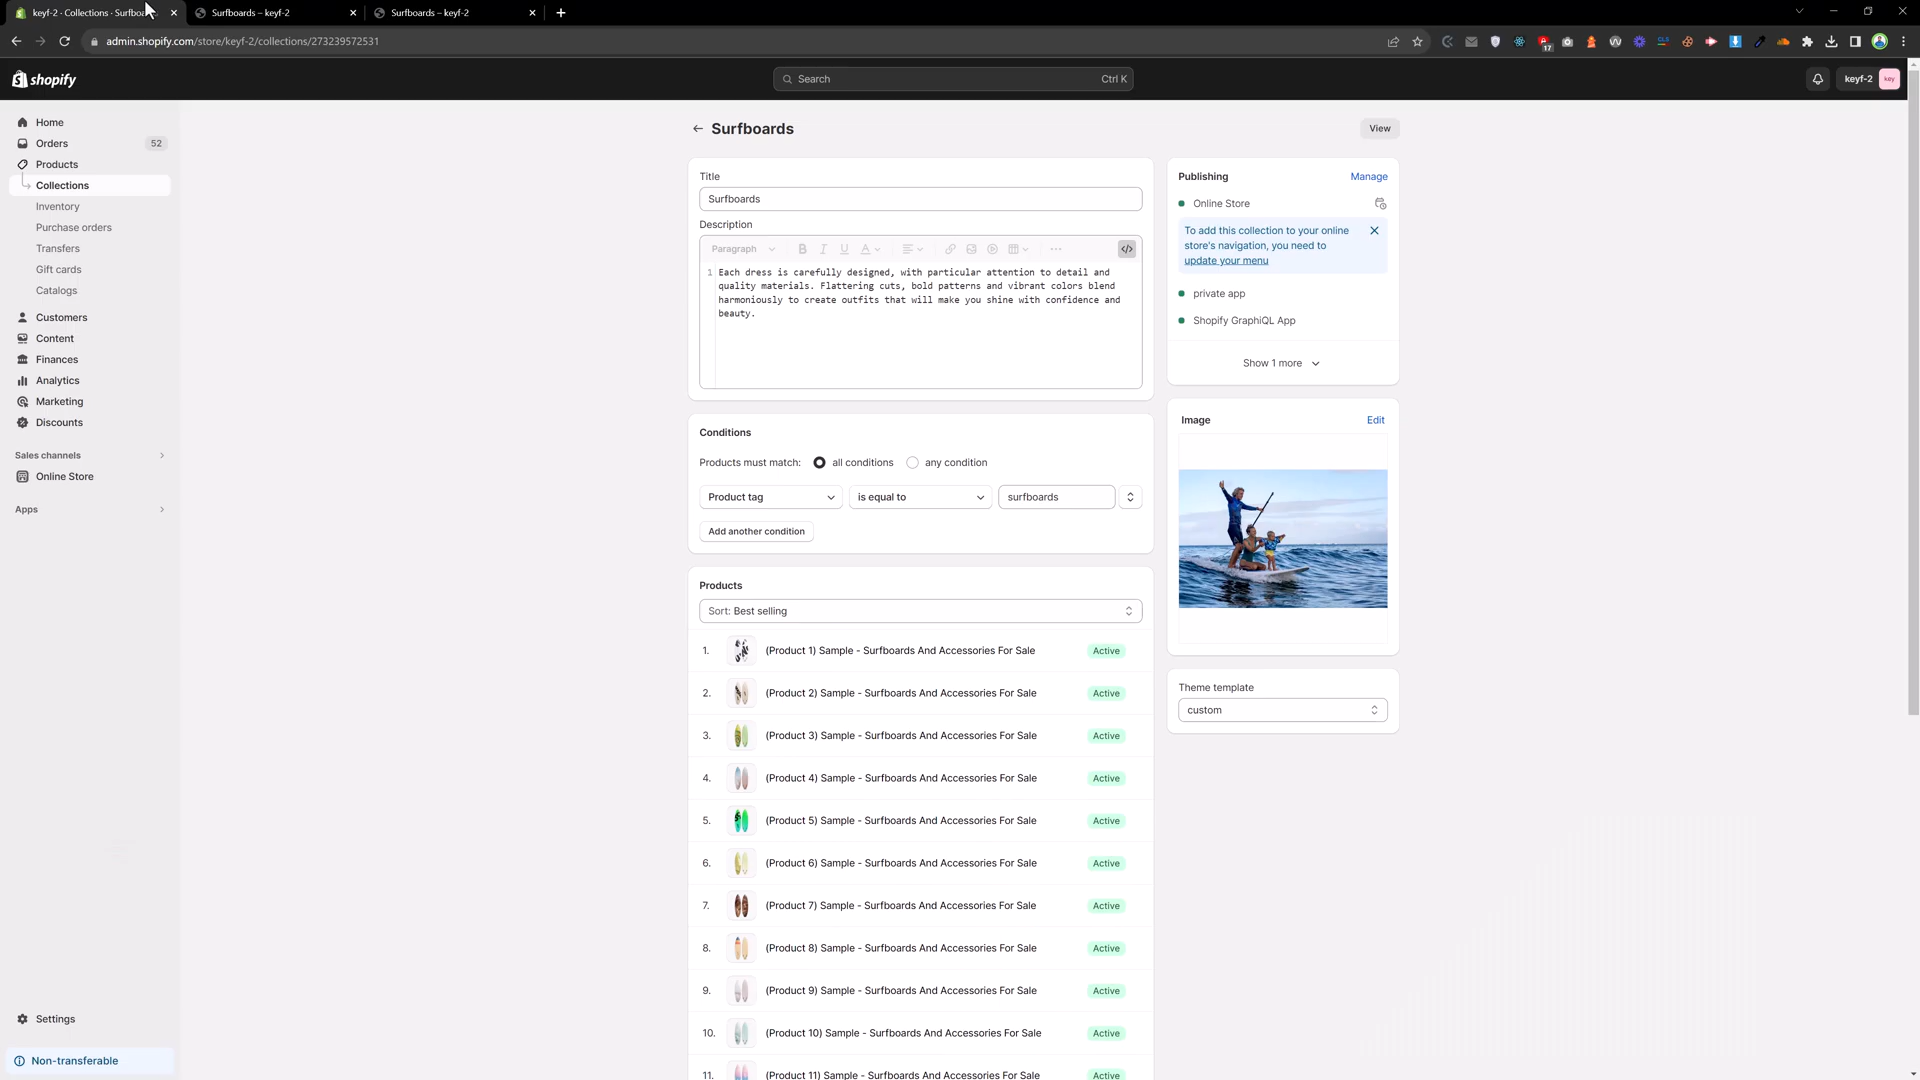 keyf-2 · Collections · Surfboa
Surfboards – keyf-2
Surfboards – keyf-2
admin.shopify.com/store/keyf-2/collections/273239572531
17
shopify
Search
Ctrl K
keyf-2
key
Home
Orders
52
Products
Collections
Inventory
Purchase orders
Transfers
Gift cards
Catalogs
Customers
Content
Finances
Analytics
Marketing
Discounts
Sales channels
Online Store
Apps
Settings
Non-transferable
Surfboards
View
Title
Surfboards
Description
Paragraph
B I U A
1 Each dress is carefully designed, with particular attention to detail and
quality materials. Flattering cuts, bold patterns and vibrant colors blend
harmoniously to create outfits that will make you shine with confidence and
beauty.
Conditions
Products must match:
all conditions
any condition
Product tag
is equal to
surfboards
Add another condition
Products
Sort: Best selling
1. (Product 1) Sample - Surfboards And Accessories For Sale Active
2. (Product 2) Sample - Surfboards And Accessories For Sale Active
3. (Product 3) Sample - Surfboards And Accessories For Sale Active
4. (Product 4) Sample - Surfboards And Accessories For Sale Active
5. (Product 5) Sample - Surfboards And Accessories For Sale Active
6. (Product 6) Sample - Surfboards And Accessories For Sale Active
7. (Product 7) Sample - Surfboards And Accessories For Sale Active
8. (Product 8) Sample - Surfboards And Accessories For Sale Active
9. (Product 9) Sample - Surfboards And Accessories For Sale Active
10. (Product 10) Sample - Surfboards And Accessories For Sale Active
11. (Product 11) Sample - Surfboards And Accessories For Sale Active
Publishing
Manage
Online Store
To add this collection to your online
store's navigation, you need to
update your menu
private app
Shopify GraphiQL App
Show 1 more
Image
Edit
Theme template
custom